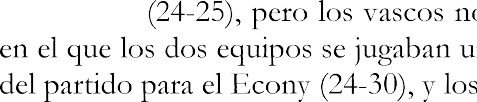 (24-25), pero los vascos no
en el que los dos equipos se jugaban u
del partido para el Econy (24-30), y los